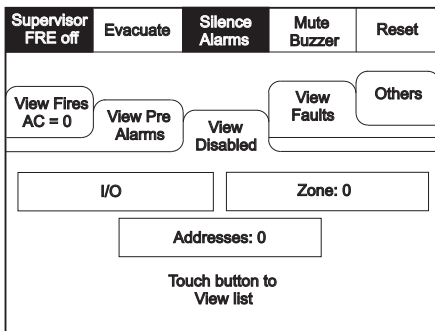 Supervisor
FRE off
Evacuate
Silence
Alarms
Mute
Buzzer
Reset
View Fires
AC = 0
View Pre
Alarms
View
Disabled
View
Faults
Others
I/O
Zone: 0
Addresses: 0
Touch button to
View list